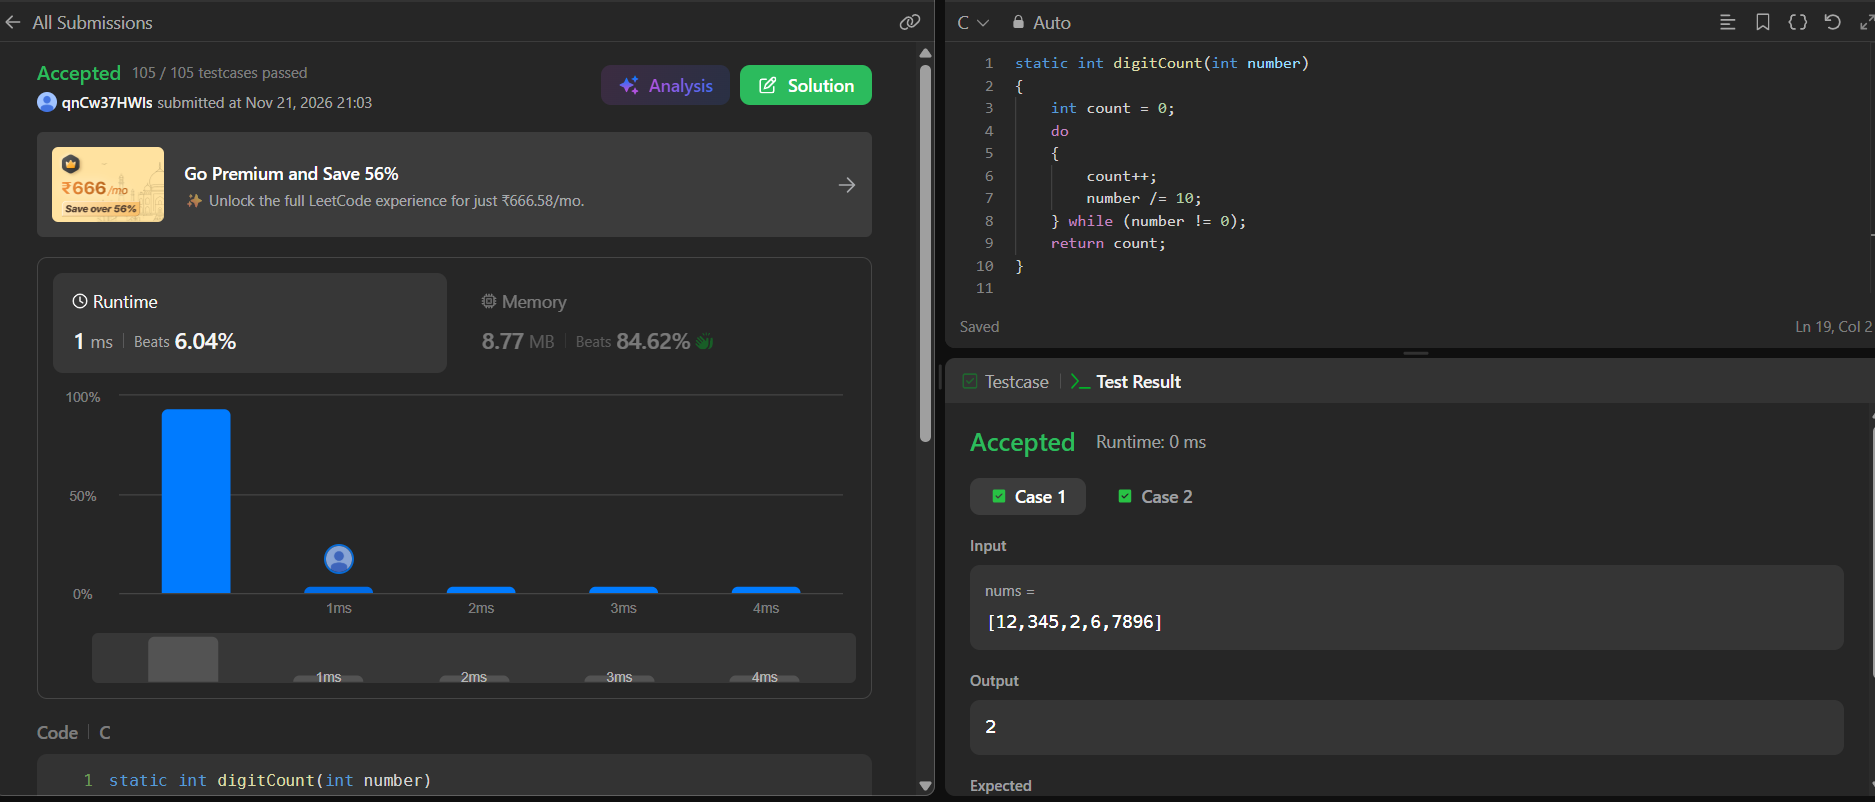 All Submissions
Accepted 105 / 105 testcases passed
qnCw37HWIs submitted at Nov 21, 2026 21:03
Analysis
Solution
₹666/mo
Save over 56%
Go Premium and Save 56%
✨ Unlock the full LeetCode experience for just ₹666.58/mo.
Runtime
1 ms | Beats 6.04%
Memory
8.77 MB | Beats 84.62%
100%
50%
0%
1ms 2ms 3ms 4ms
1ms 2ms 3ms 4ms
Code | C
1 static int digitCount(int number)
C Auto
1 static int digitCount(int number)
2 {
3     int count = 0;
4     do
5     {
6         count++;
7         number /= 10;
8     } while (number != 0);
9     return count;
10 }
11
Saved
Ln 19, Col 2
Testcase | >_ Test Result
Accepted Runtime: 0 ms
Case 1 Case 2
Input
nums =
[12,345,2,6,7896]
Output
2
Expected